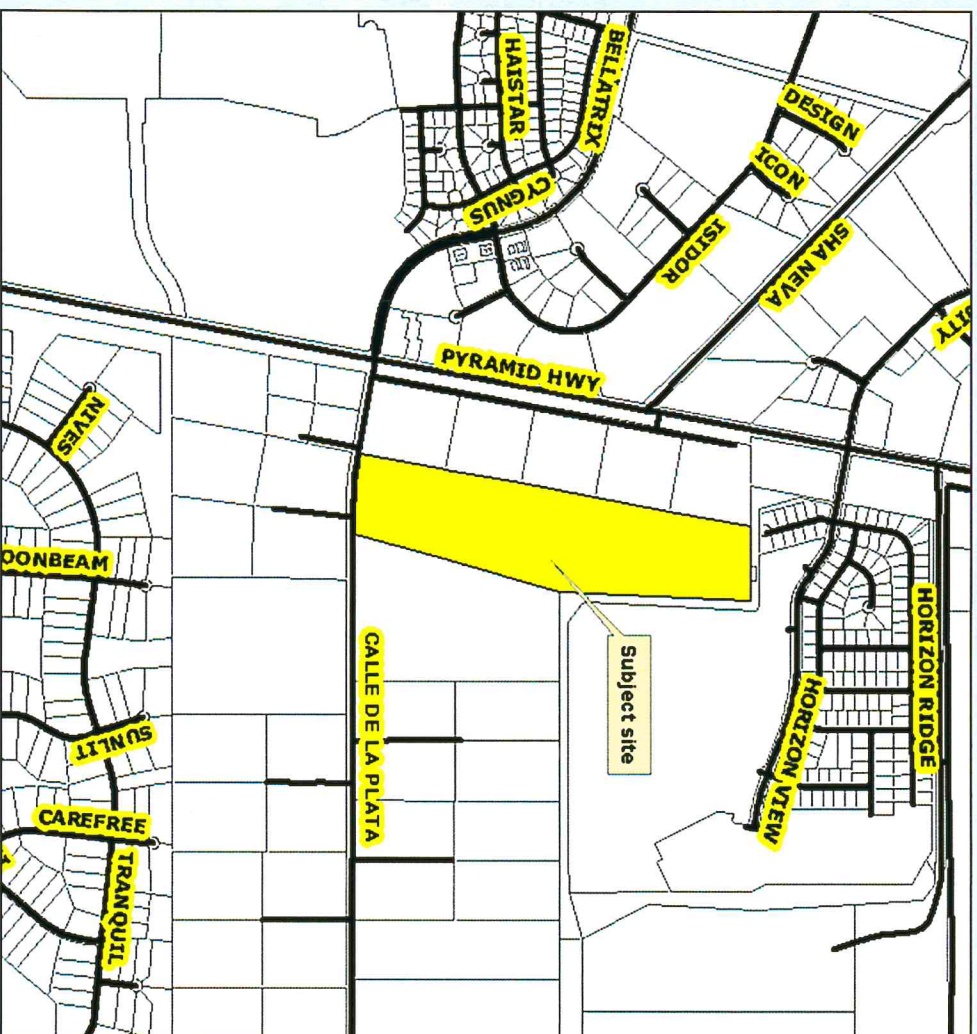 BELLATRIX
HAISTAR
DESIGN
ICON
CYGNUS
ISIDOR
SHA NEVA
ITY
PYRAMID HWY
NIVES
OONBEAM
HORIZON RIDGE
CALLE DE LA PLATA
Subject site
HORIZON VIEW
SUNLIT
CAREFREE
TRANQUIL